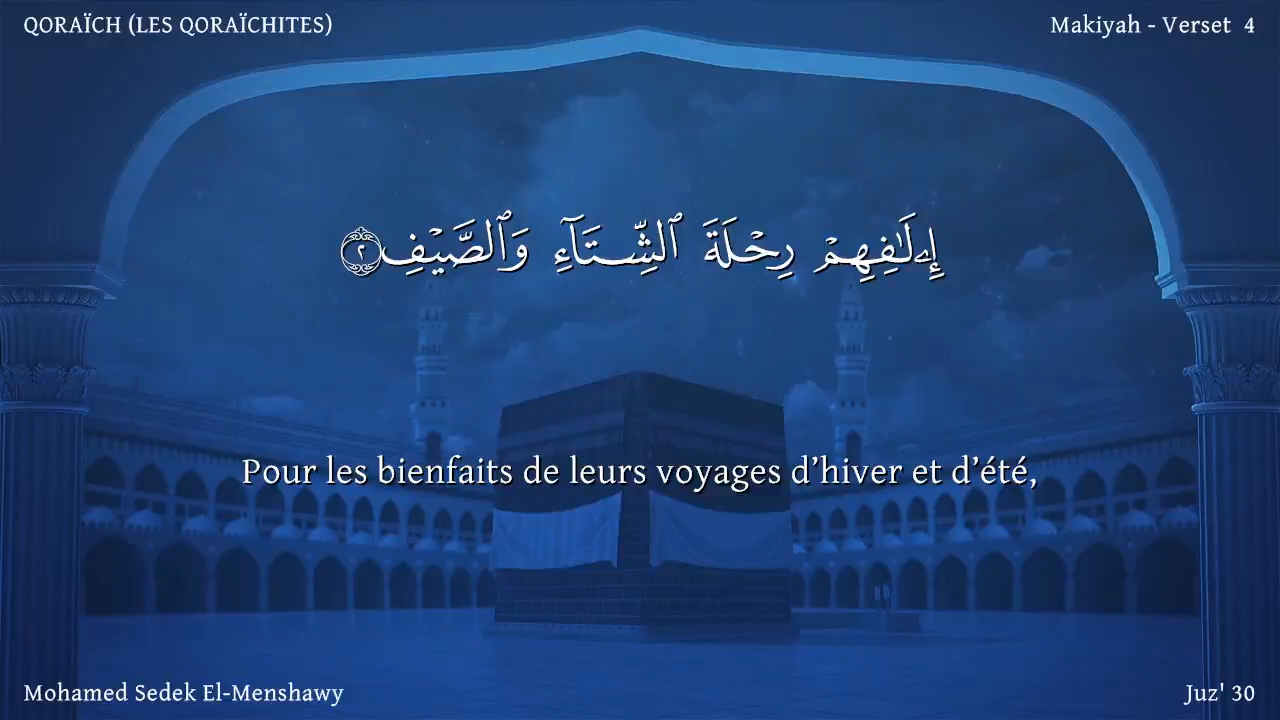 QORAÏCH (LES QORAÏCHITES)
Makiyah - Verset 4
إِۦلَٰفِهِمْ رِحْلَةَ ٱلشِّتَآءِ وَٱلصَّيْفِ ٢
Pour les bienfaits de leurs voyages d’hiver et d’été,
Mohamed Sedek El-Menshawy
Juz' 30